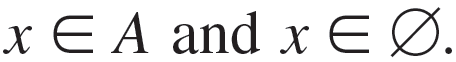 x ∈ A and x ∈ ∅.